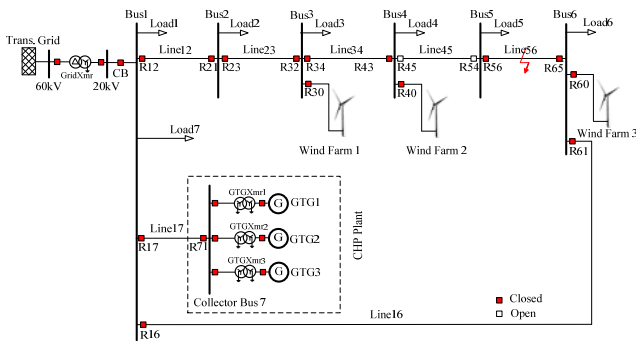 Bus1
Load1
Bus2
Load2
Bus3
Load3
Bus4
Load4
Bus5
Load5
Bus6
Load6
Trans. Grid
GridXmr
CB
60kV
20kV
Line12
Line23
Line34
Line45
Line56
R12
R21
R23
R32
R34
R43
R45
R54
R56
R65
R30
R40
R60
Wind Farm 1
Wind Farm 2
Wind Farm 3
R61
Load7
GTGXmr1
G
GTG1
GTGXmr2
G
GTG2
GTGXmr3
G
GTG3
CHP Plant
Line17
R17
R71
Collector Bus 7
Closed
Open
Line16
R16